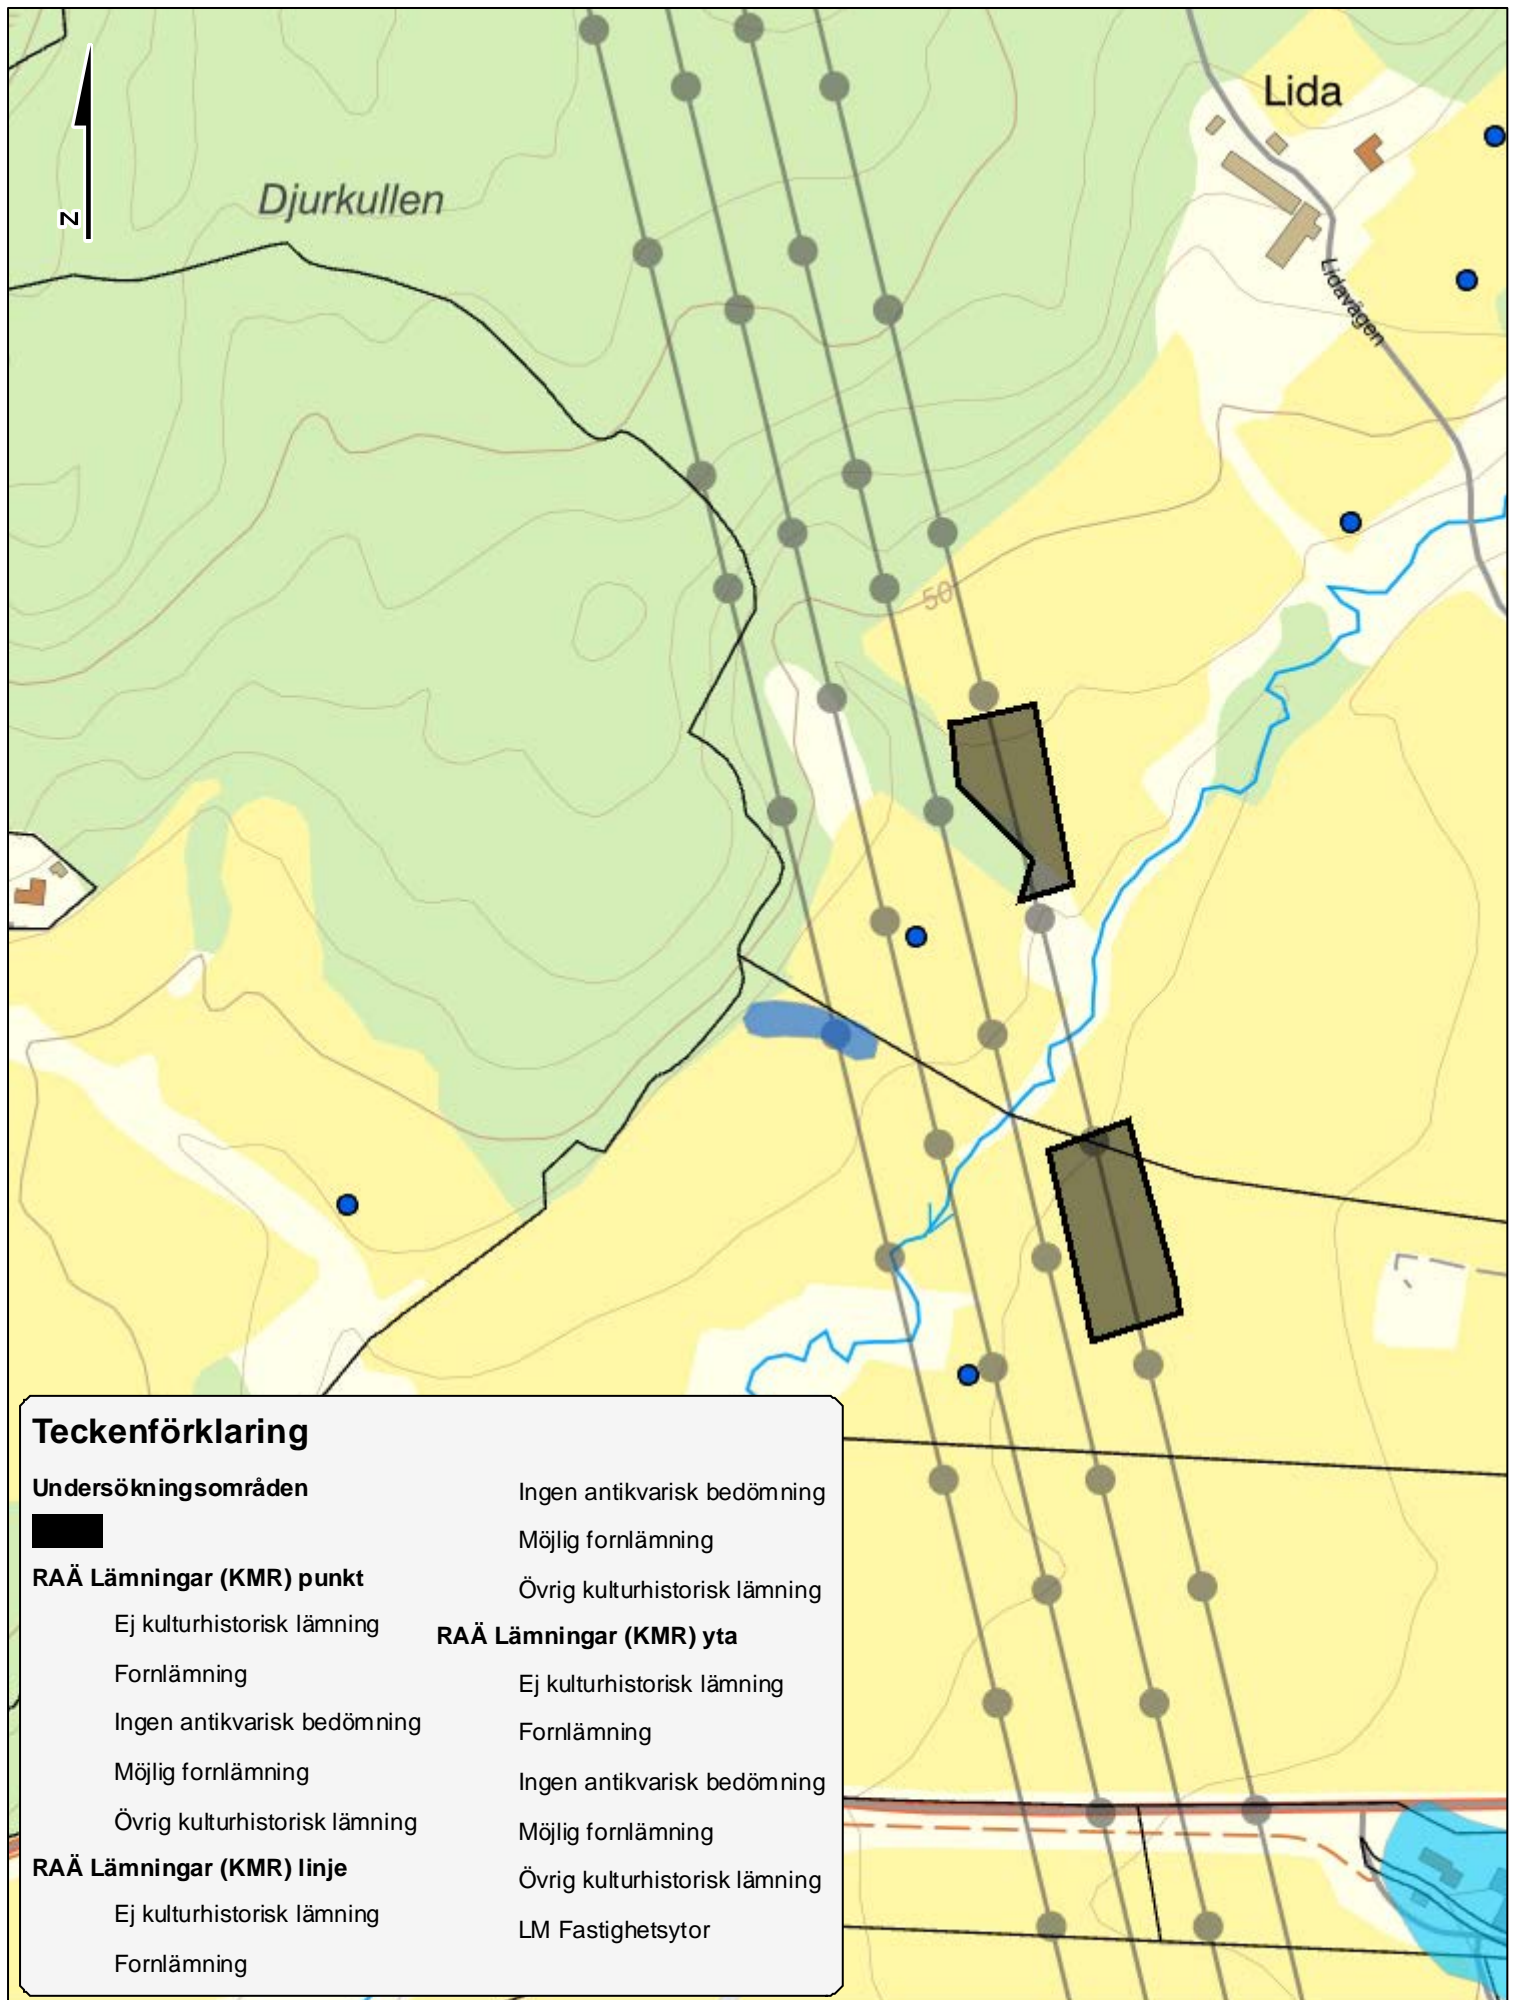 Lida
Djurkullen
N
Lidavägen
50
Teckenförklaring
Undersökningsområden
RAÄ Lämningar (KMR) punkt
Ej kulturhistorisk lämning
Fornlämning
Ingen antikvarisk bedömning
Möjlig fornlämning
Övrig kulturhistorisk lämning
RAÄ Lämningar (KMR) linje
Ej kulturhistorisk lämning
Fornlämning
Ingen antikvarisk bedömning
Möjlig fornlämning
Övrig kulturhistorisk lämning
RAÄ Lämningar (KMR) yta
Ej kulturhistorisk lämning
Fornlämning
Ingen antikvarisk bedömning
Möjlig fornlämning
Övrig kulturhistorisk lämning
LM Fastighetsytor